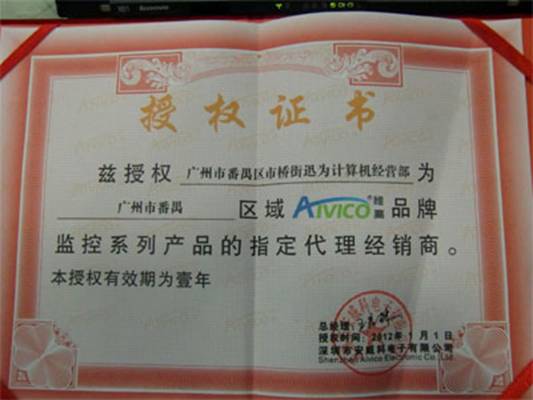 授权证书
兹授权 广州市番禺区市桥街迅为计算机经营部 为
广州市番禺 区域 AIVICO 品牌
监控系列产品的指定代理经销商。
本授权有效期为壹年
总经理:
授权时间:2012年1月1日
深圳市安威科电子有限公司
Shenzhen Aivico Electronic Co., Ltd